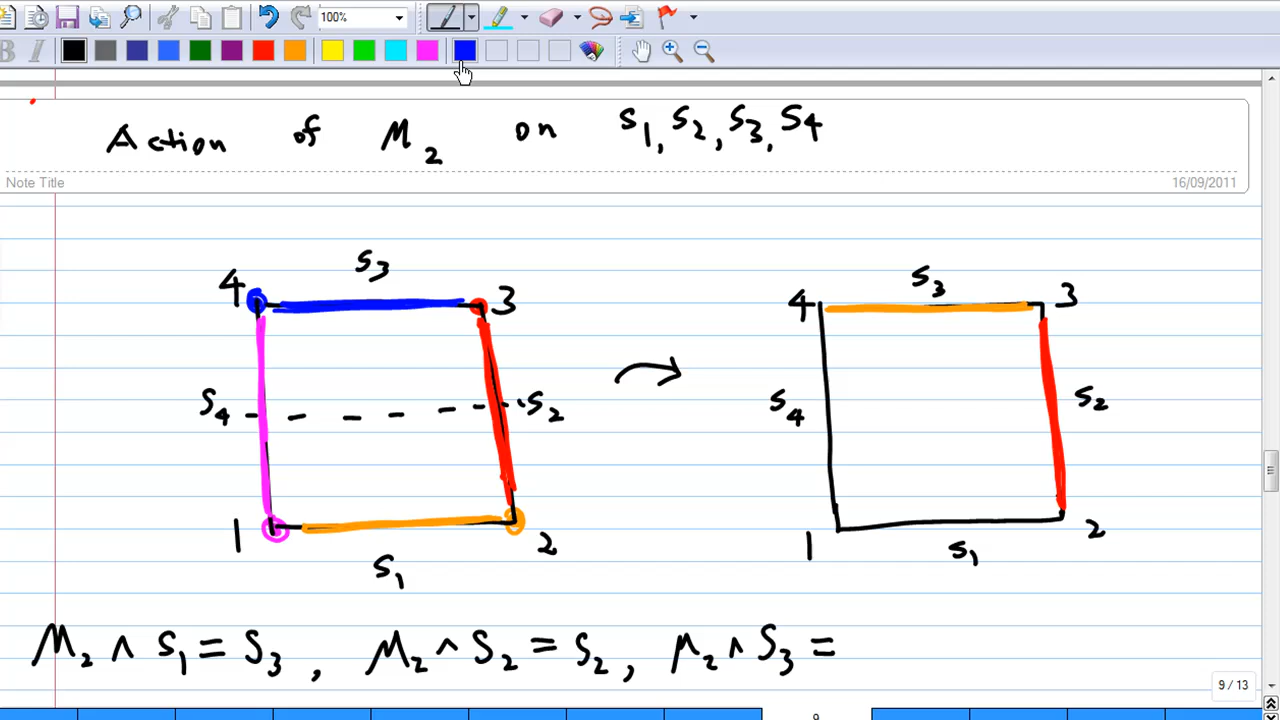 100%
B I
Action of M2 on S1, S2, S3, S4
Note Title 16/09/2011
S3 S3
4 3 4 3
S4 S2 S4 S2
1 2 1 2
S1 S1
M2 ∧ S1 = S3, M2 ∧ S2 = S2, M2 ∧ S3 =
9 / 13
9